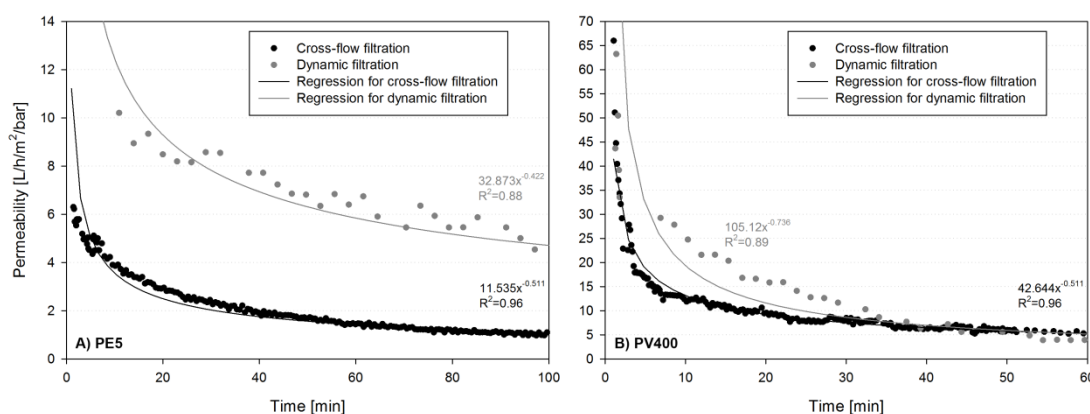 14
12
10
8
6
4
2
0
Permeability [L/h/m²/bar]
Cross-flow filtration
Dynamic filtration
Regression for cross-flow filtration
Regression for dynamic filtration
32.873x^-0.422
R²=0.88
11.535x^-0.511
R²=0.96
A) PE5
0 20 40 60 80 100
Time [min]
70
65
60
55
50
45
40
35
30
25
20
15
10
5
0
Cross-flow filtration
Dynamic filtration
Regression for cross-flow filtration
Regression for dynamic filtration
105.12x^-0.736
R²=0.89
42.644x^-0.511
R²=0.96
B) PV400
0 10 20 30 40 50 60
Time [min]